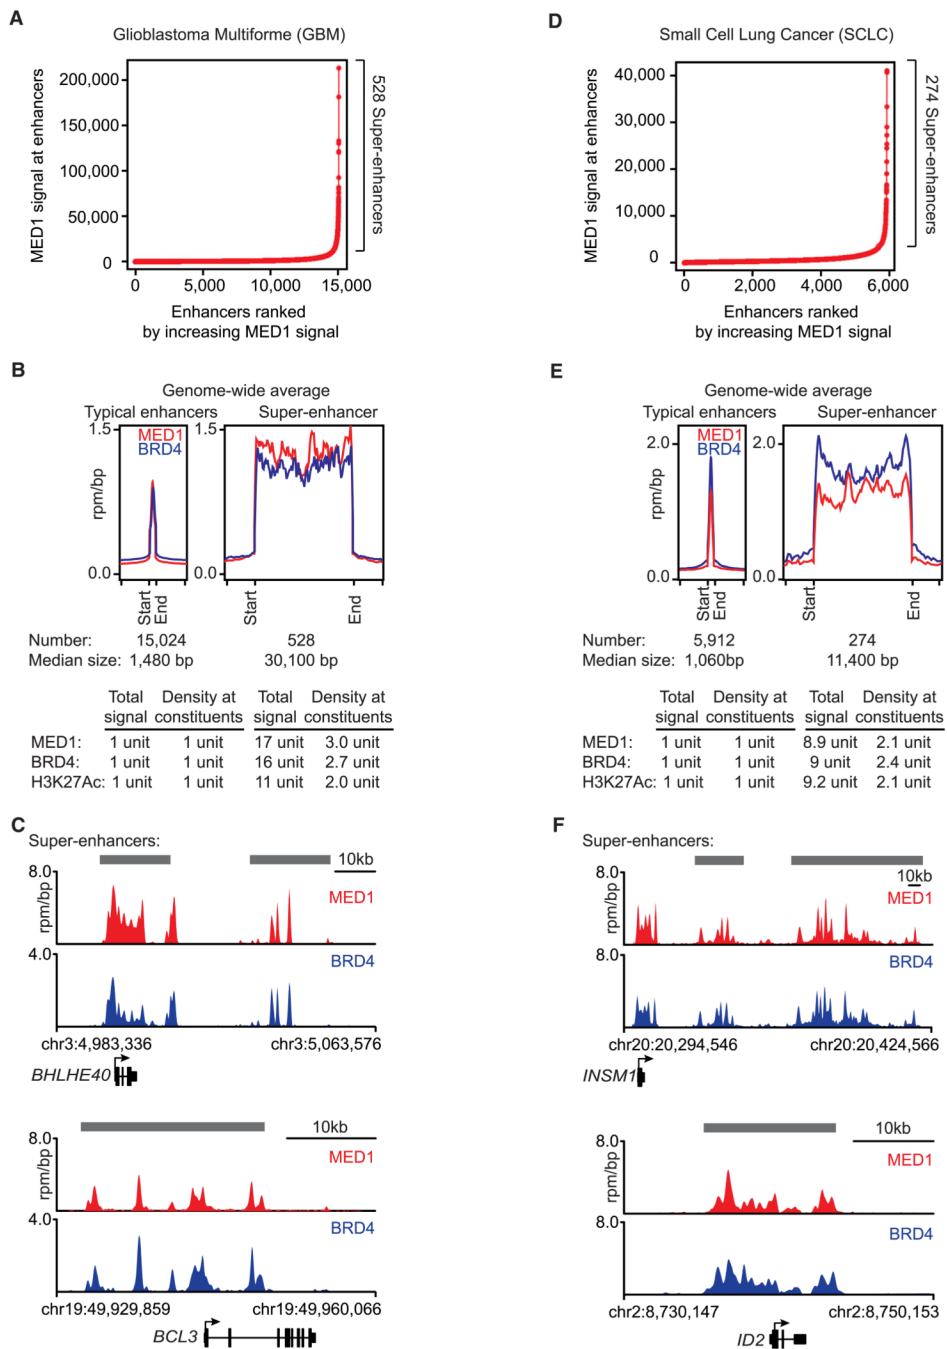 A
Glioblastoma Multiforme (GBM)
MED1 signal at enhancers
200,000
150,000
100,000
50,000
0
528 Super-enhancers
0 5,000 10,000 15,000
Enhancers ranked
by increasing MED1 signal
D
Small Cell Lung Cancer (SCLC)
MED1 signal at enhancers
40,000
30,000
20,000
10,000
0
274 Super-enhancers
0 2,000 4,000 6,000
Enhancers ranked
by increasing MED1 signal
B
Genome-wide average
Typical enhancers Super-enhancer
1.5 MED1 1.5
BRD4
rpm/bp
0.0 0.0
Start End Start End
Number: 15,024 528
Median size: 1,480 bp 30,100 bp
Total Density at Total Density at
signal constituents signal constituents
MED1: 1 unit 1 unit 17 unit 3.0 unit
BRD4: 1 unit 1 unit 16 unit 2.7 unit
H3K27Ac: 1 unit 1 unit 11 unit 2.0 unit
E
Genome-wide average
Typical enhancers Super-enhancer
MED1
2.0 BRD4 2.0
rpm/bp
0.0 0.0
Start End Start End
Number: 5,912 274
Median size: 1,060bp 11,400 bp
Total Density at Total Density at
signal constituents signal constituents
MED1: 1 unit 1 unit 8.9 unit 2.1 unit
BRD4: 1 unit 1 unit 9 unit 2.4 unit
H3K27Ac: 1 unit 1 unit 9.2 unit 2.1 unit
C
Super-enhancers:
10kb
8.0
rpm/bp
MED1
4.0
BRD4
chr3:4,983,336 chr3:5,063,576
BHLHE40
10kb
8.0
rpm/bp
MED1
4.0
BRD4
chr19:49,929,859 chr19:49,960,066
BCL3
F
Super-enhancers:
10kb
8.0
rpm/bp
MED1
8.0
BRD4
chr20:20,294,546 chr20:20,424,566
INSM1
10kb
8.0
rpm/bp
MED1
8.0
BRD4
chr2:8,730,147 chr2:8,750,153
ID2